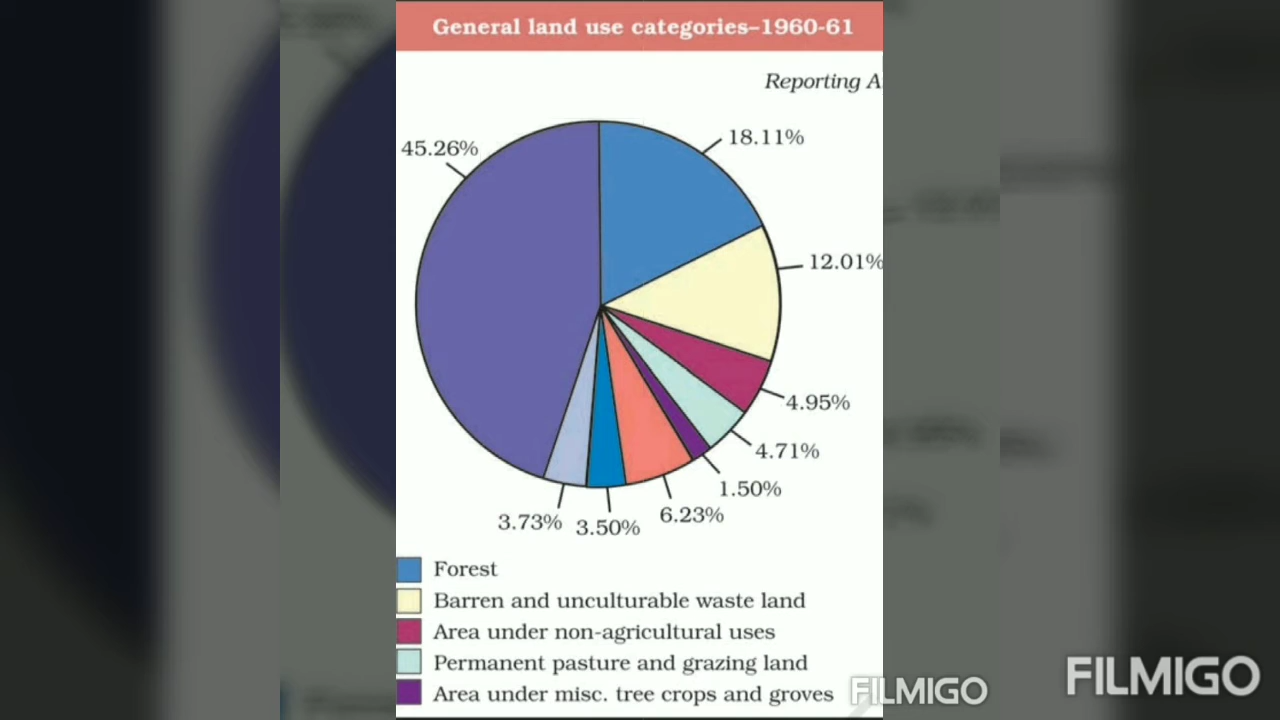 General land use categories–1960-61
Reporting A
45.26%
18.11%
12.01%
4.95%
4.71%
1.50%
6.23%
3.50%
3.73%
Forest
Barren and unculturable waste land
Area under non-agricultural uses
Permanent pasture and grazing land
Area under misc. tree crops and groves
FILMIGO
FILMIGO